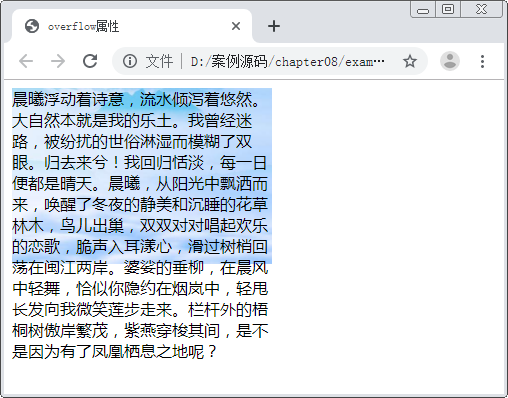 overflow属性
文件 D:/案例源码/chapter08/exam…
晨曦浮动着诗意，流水倾泻着悠然。
大自然本就是我的乐土。我曾经迷
路，被纷扰的世俗淋湿而模糊了双
眼。归去来兮！我回归恬淡，每一日
便都是晴天。晨曦，从阳光中飘洒而
来，唤醒了冬夜的静美和沉睡的花草
林木，鸟儿出巢，双双对对唱起欢乐
的恋歌，脆声入耳漾心，滑过树梢回
荡在闽江两岸。婆娑的垂柳，在晨风
中轻舞，恰似你隐约在烟岚中，轻甩
长发向我微笑莲步走来。栏杆外的梧
桐树傲岸繁茂，紫燕穿梭其间，是不
是因为有了凤凰栖息之地呢？